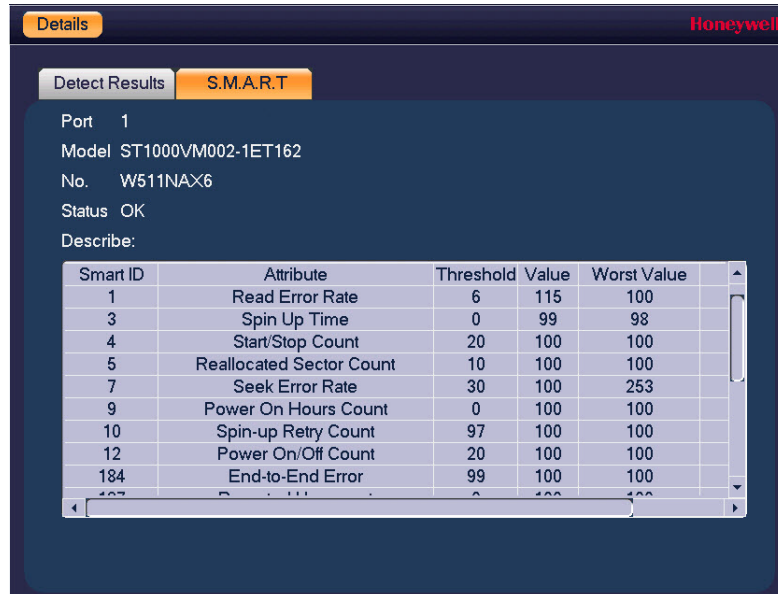 Details
Honeywell
Detect Results S.M.A.R.T
Port 1
Model ST1000VM002-1ET162
No. W511NAX6
Status OK
Describe:
Smart ID Attribute Threshold Value Worst Value
1 Read Error Rate 6 115 100
3 Spin Up Time 0 99 98
4 Start/Stop Count 20 100 100
5 Reallocated Sector Count 10 100 100
7 Seek Error Rate 30 100 253
9 Power On Hours Count 0 100 100
10 Spin-up Retry Count 97 100 100
12 Power On/Off Count 20 100 100
184 End-to-End Error 99 100 100